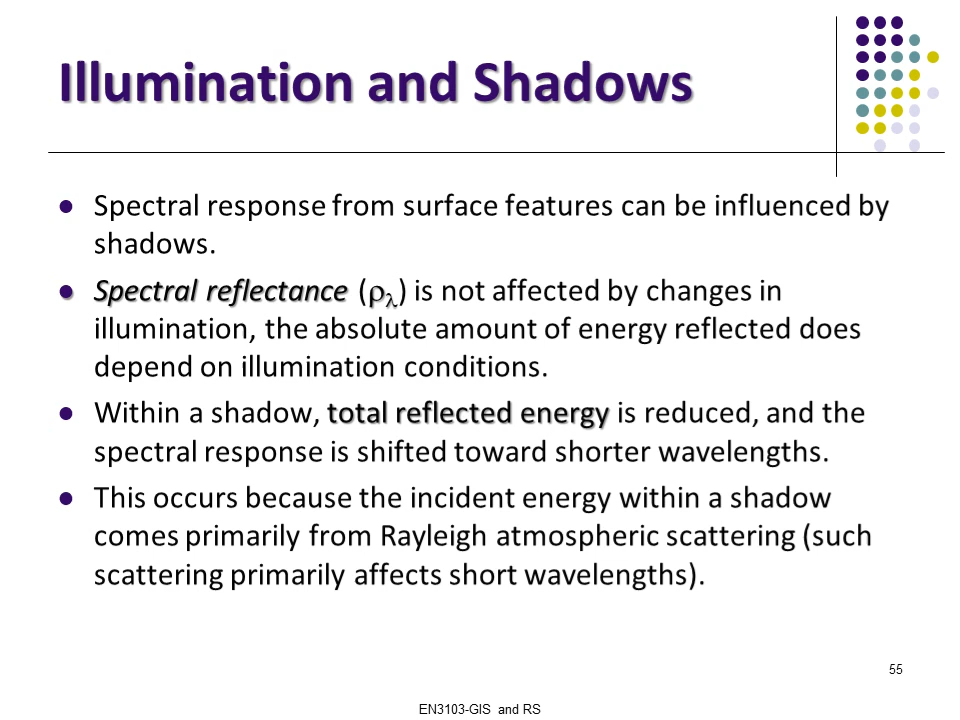 Illumination and Shadows
● Spectral response from surface features can be influenced by
shadows.
● Spectral reflectance (ρλ) is not affected by changes in
illumination, the absolute amount of energy reflected does
depend on illumination conditions.
● Within a shadow, total reflected energy is reduced, and the
spectral response is shifted toward shorter wavelengths.
● This occurs because the incident energy within a shadow
comes primarily from Rayleigh atmospheric scattering (such
scattering primarily affects short wavelengths).
55
EN3103-GIS and RS